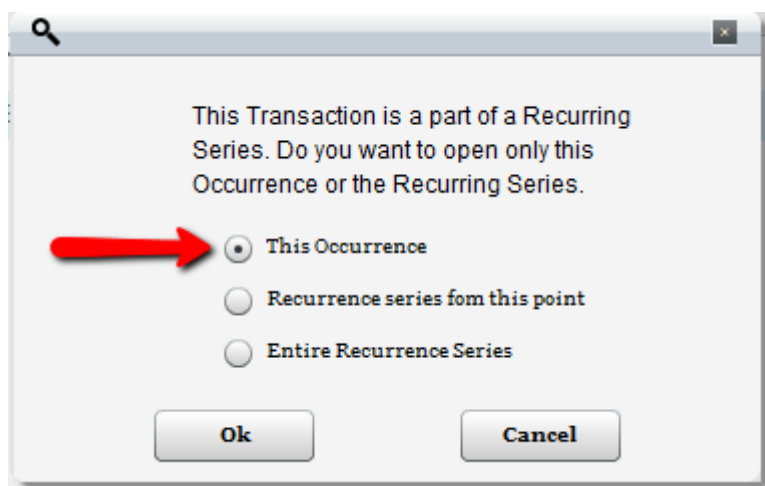 This Transaction is a part of a Recurring
Series. Do you want to open only this
Occurrence or the Recurring Series.
This Occurrence
Recurrence series fom this point
Entire Recurrence Series
Ok
Cancel